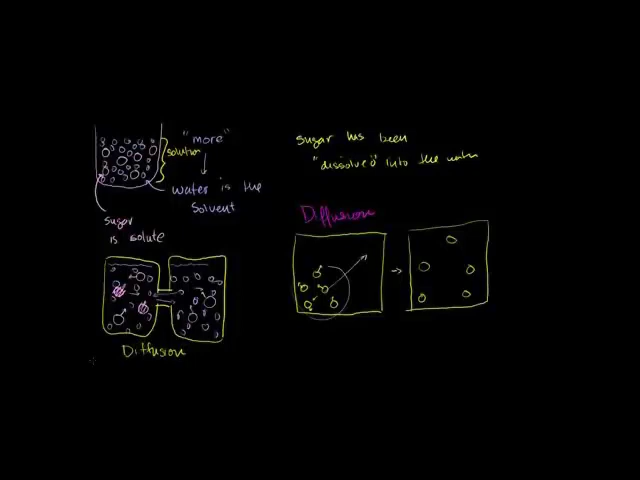 "more"
solution
water is the
solvent
sugar
is solute
Diffusion
sugar has been
"dissolved" into the water
Diffusion